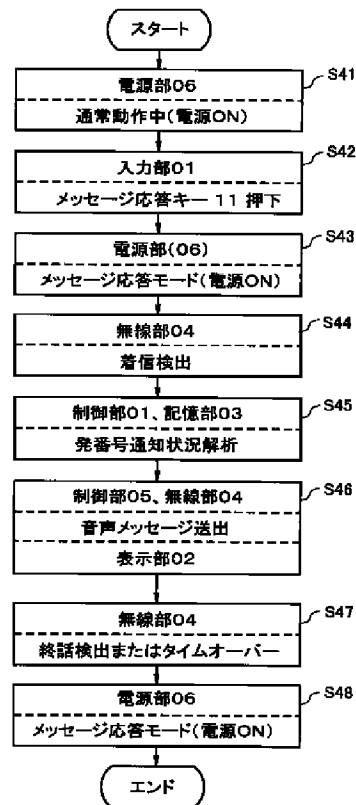 スタート
電源部06
S41
通常動作中(電源ON)
入力部01
S42
メッセージ応答キー 11 押下
電源部(06)
S43
メッセージ応答モード(電源ON)
無線部04
S44
着信検出
制御部01、記憶部03
S45
発番号通知状況解析
制御部05、無線部04
S46
音声メッセージ送出
表示部02
無線部04
S47
終話検出またはタイムオーバー
電源部06
S48
メッセージ応答モード(電源ON)
エンド